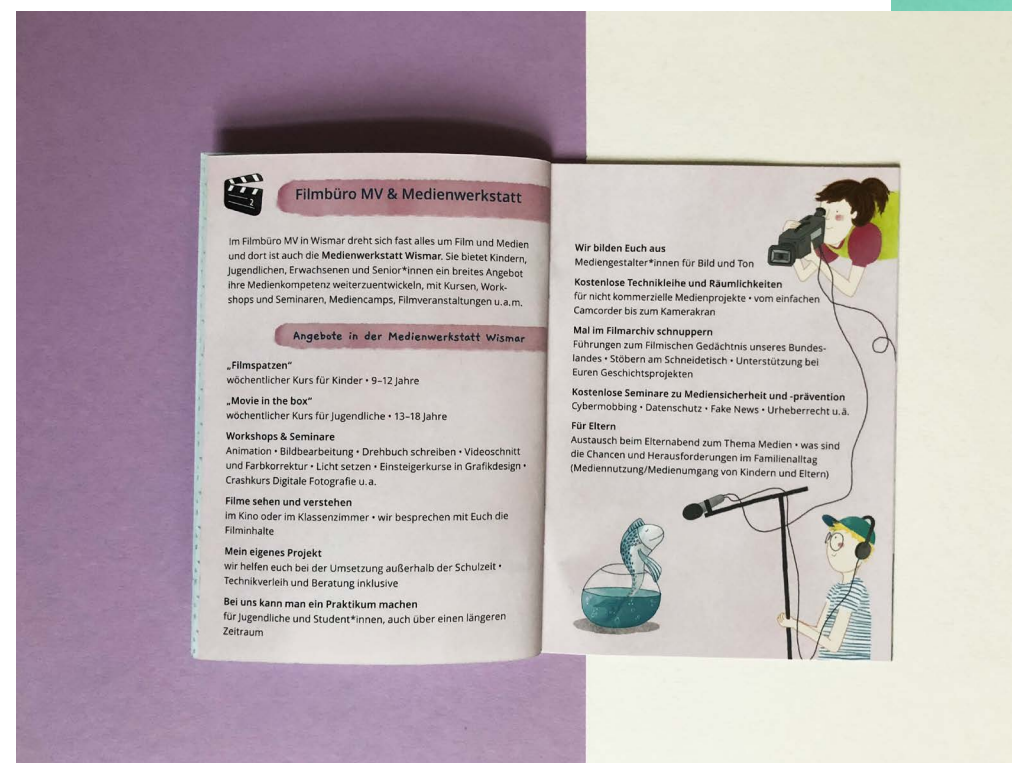 2
Filmbüro MV & Medienwerkstatt
Im Filmbüro MV in Wismar dreht sich fast alles um Film und Medien
und dort ist auch die Medienwerkstatt Wismar. Sie bietet Kindern,
Jugendlichen, Erwachsenen und Senior*innen ein breites Angebot
ihre Medienkompetenz weiterzuentwickeln, mit Kursen, Work-
shops und Seminaren, Mediencamps, Filmveranstaltungen u.a.m.
Angebote in der Medienwerkstatt Wismar
„Filmspatzen“
wöchentlicher Kurs für Kinder • 9–12 Jahre
„Movie in the box“
wöchentlicher Kurs für Jugendliche • 13–18 Jahre
Workshops & Seminare
Animation • Bildbearbeitung • Drehbuch schreiben • Videoschnitt
und Farbkorrektur • Licht setzen • Einsteigerkurse in Grafikdesign •
Crashkurs Digitale Fotografie u.a.
Filme sehen und verstehen
im Kino oder im Klassenzimmer • wir besprechen mit Euch die
Filminhalte
Mein eigenes Projekt
wir helfen euch bei der Umsetzung außerhalb der Schulzeit •
Technikverleih und Beratung inklusive
Bei uns kann man ein Praktikum machen
für Jugendliche und Student*innen, auch über einen längeren
Zeitraum
Wir bilden Euch aus
Mediengestalter*innen für Bild und Ton
Kostenlose Technikleihe und Räumlichkeiten
für nicht kommerzielle Medienprojekte • vom einfachen
Camcorder bis zum Kamerakran
Mal im Filmarchiv schnuppern
Führungen zum Filmischen Gedächtnis unseres Bundes-
landes • Stöbern am Schneidetisch • Unterstützung bei
Euren Geschichtsprojekten
Kostenlose Seminare zu Mediensicherheit und -prävention
Cybermobbing • Datenschutz • Fake News • Urheberrecht u.ä.
Für Eltern
Austausch beim Elternabend zum Thema Medien • was sind
die Chancen und Herausforderungen im Familienalltag
(Mediennutzung/Medienumgang von Kindern und Eltern)